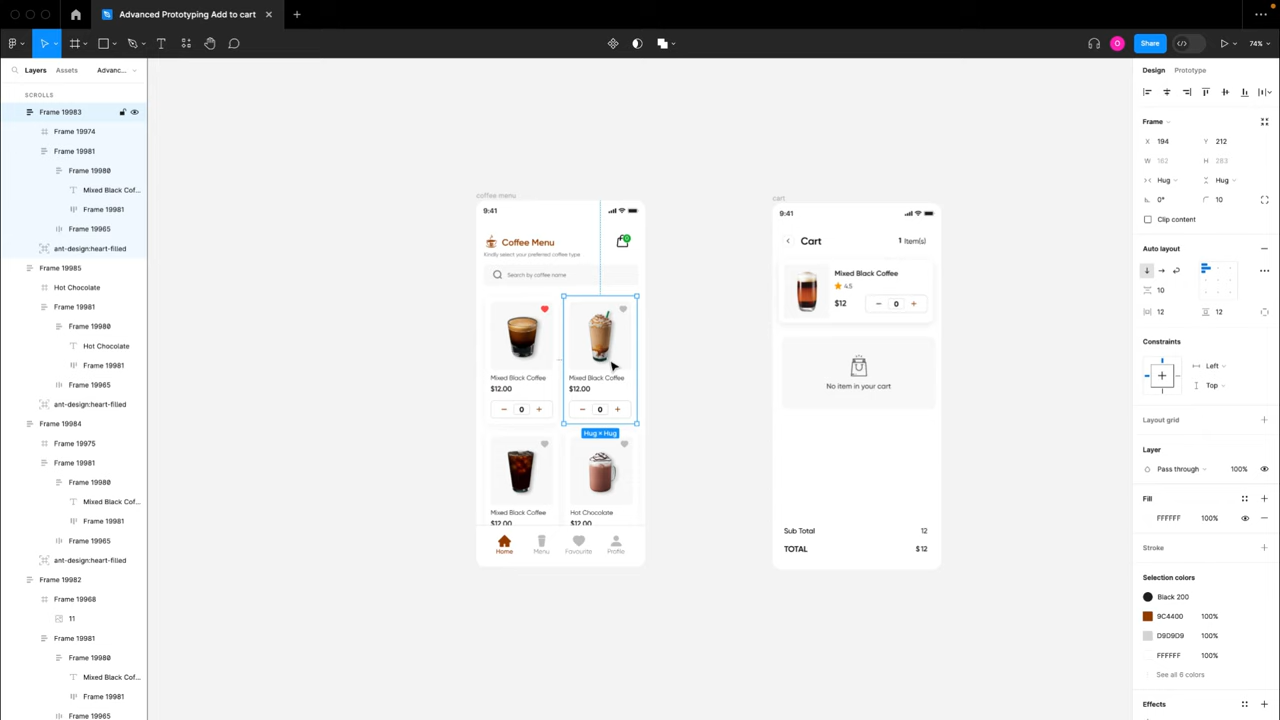 Advanced Prototyping Add to cart
Share
74%
Layers
Assets
Advanc...
SCROLLS
Frame 19983
Frame 19974
Frame 19981
Frame 19980
Mixed Black Cof...
Frame 19981
Frame 19965
ant-design:heart-filled
Frame 19985
Hot Chocolate
Frame 19981
Frame 19980
Hot Chocolate
Frame 19981
Frame 19965
ant-design:heart-filled
Frame 19984
Frame 19975
Frame 19981
Frame 19980
Mixed Black Cof...
Frame 19981
Frame 19965
ant-design:heart-filled
Frame 19982
Frame 19968
11
Frame 19981
Frame 19980
Mixed Black Cof...
Frame 19981
Frame 19965
coffee menu
9:41
Coffee Menu
0
Kindly select your preferred coffee type
Search by coffee name
Mixed Black Coffee
$12.00
− 0 +
Mixed Black Coffee
$12.00
− 0 +
Hug × Hug
Mixed Black Coffee
$12.00
Hot Chocolate
$12.00
Home
Menu
Favourite
Profile
cart
9:41
Cart
1 Item(s)
Mixed Black Coffee
4.5
$12
− 0 +
No item in your cart
Sub Total 12
TOTAL $12
Design
Prototype
Frame
X 194
Y 212
W 162
H 283
Hug
Hug
0°
10
Clip content
Auto layout
10
12
12
Constraints
Left
Top
Layout grid
Layer
Pass through
100%
Fill
FFFFFF 100%
Stroke
Selection colors
Black 200
9C4400 100%
D9D9D9 100%
FFFFFF 100%
See all 6 colors
Effects